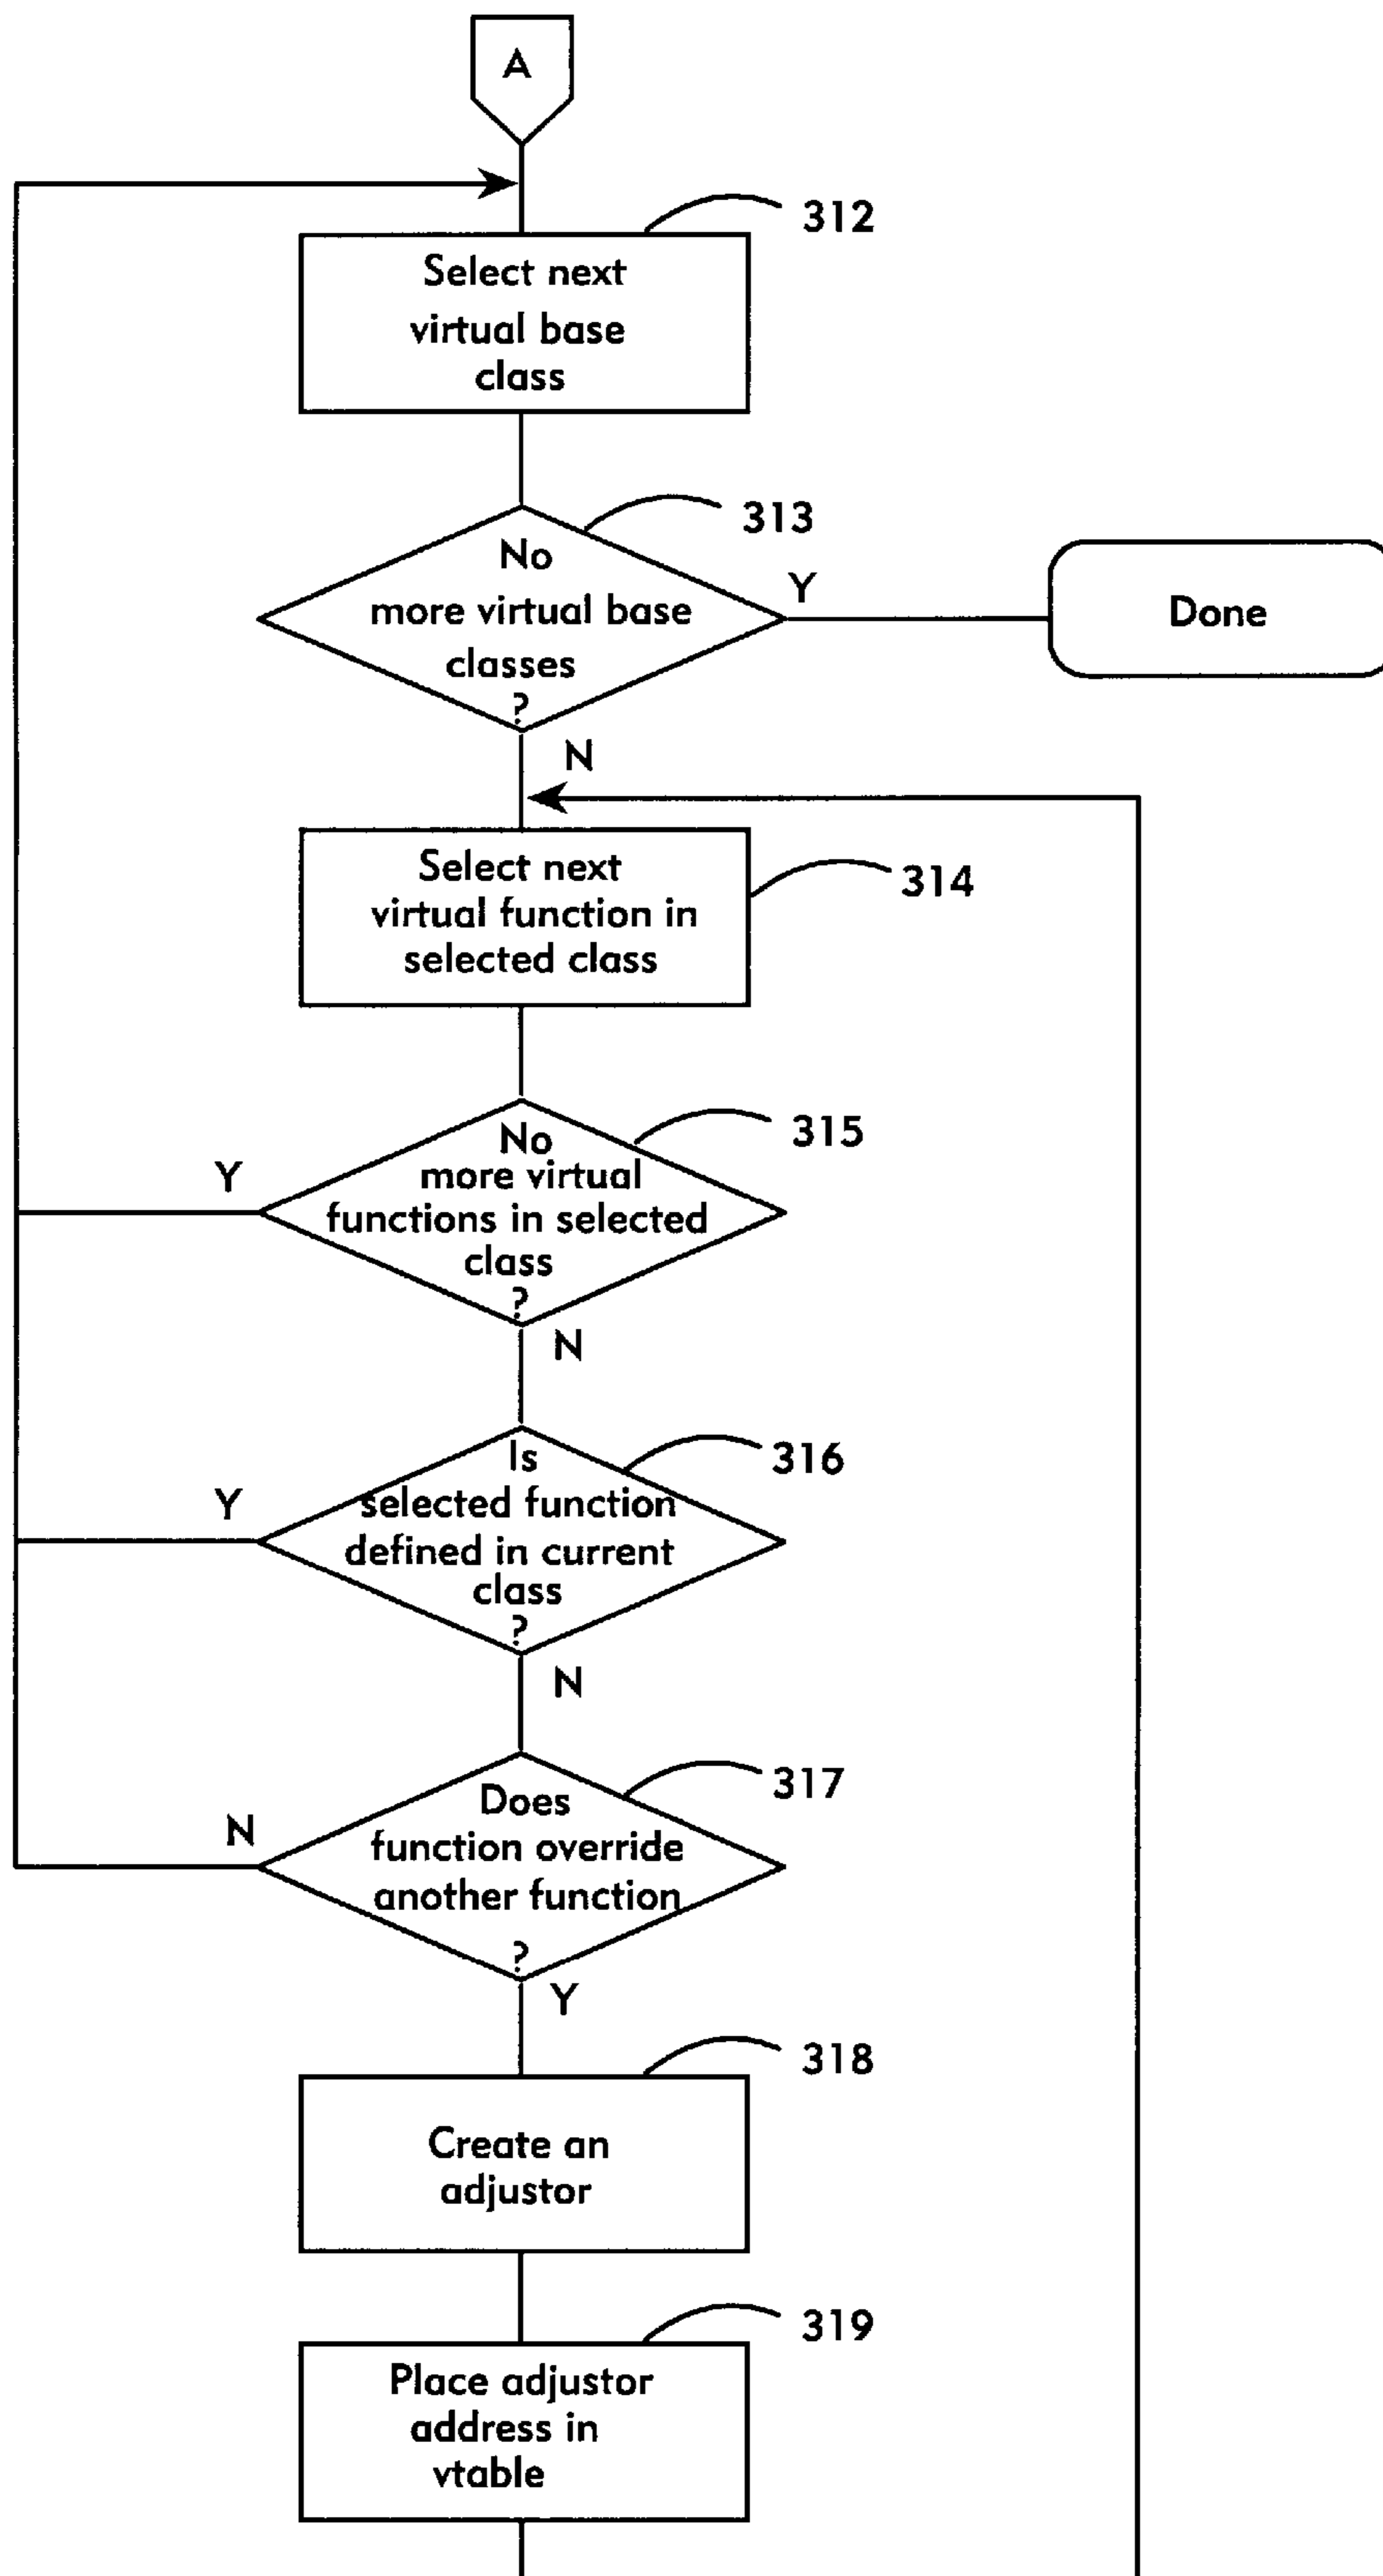 A
312
Select next
virtual base
class
313
No
more virtual base
classes
?
Y
Done
N
Select next
virtual function in
selected class
314
315
No
more virtual
functions in selected
class
?
Y
N
316
Is
selected function
defined in current
class
?
Y
N
317
Does
function override
another function
?
N
Y
318
Create an
adjustor
319
Place adjustor
address in
vtable